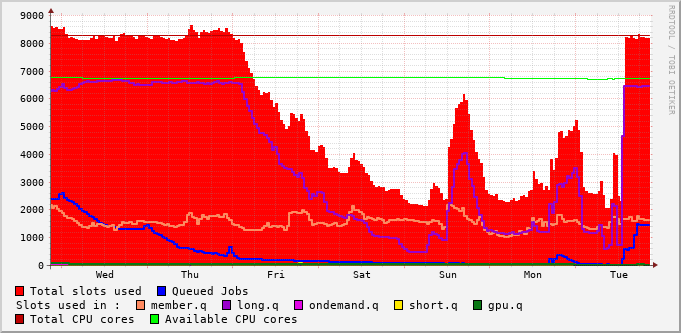 RRDTOOL / TOBI OETIKER
9000
8000
7000
6000
5000
4000
3000
2000
1000
0
Wed Thu Fri Sat Sun Mon Tue
Total slots used Queued Jobs
Slots used in : member.q long.q ondemand.q short.q gpu.q
Total CPU cores Available CPU cores